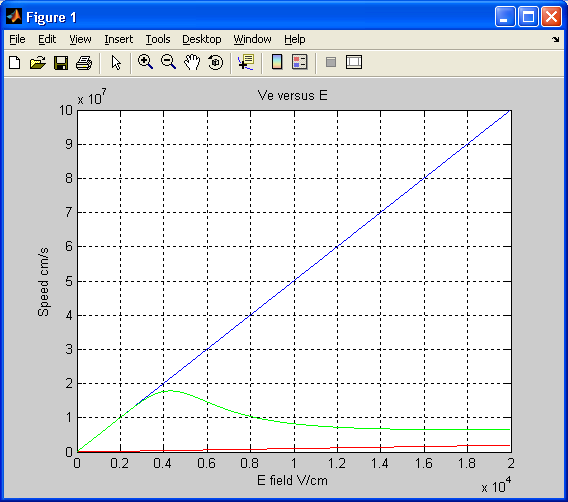 Figure 1
File Edit View Insert Tools Desktop Window Help
Ve versus E
x 10^7
10
9
8
7
6
5
4
3
2
1
0
Speed cm/s
0 0.2 0.4 0.6 0.8 1 1.2 1.4 1.6 1.8 2
E field V/cm
x 10^4